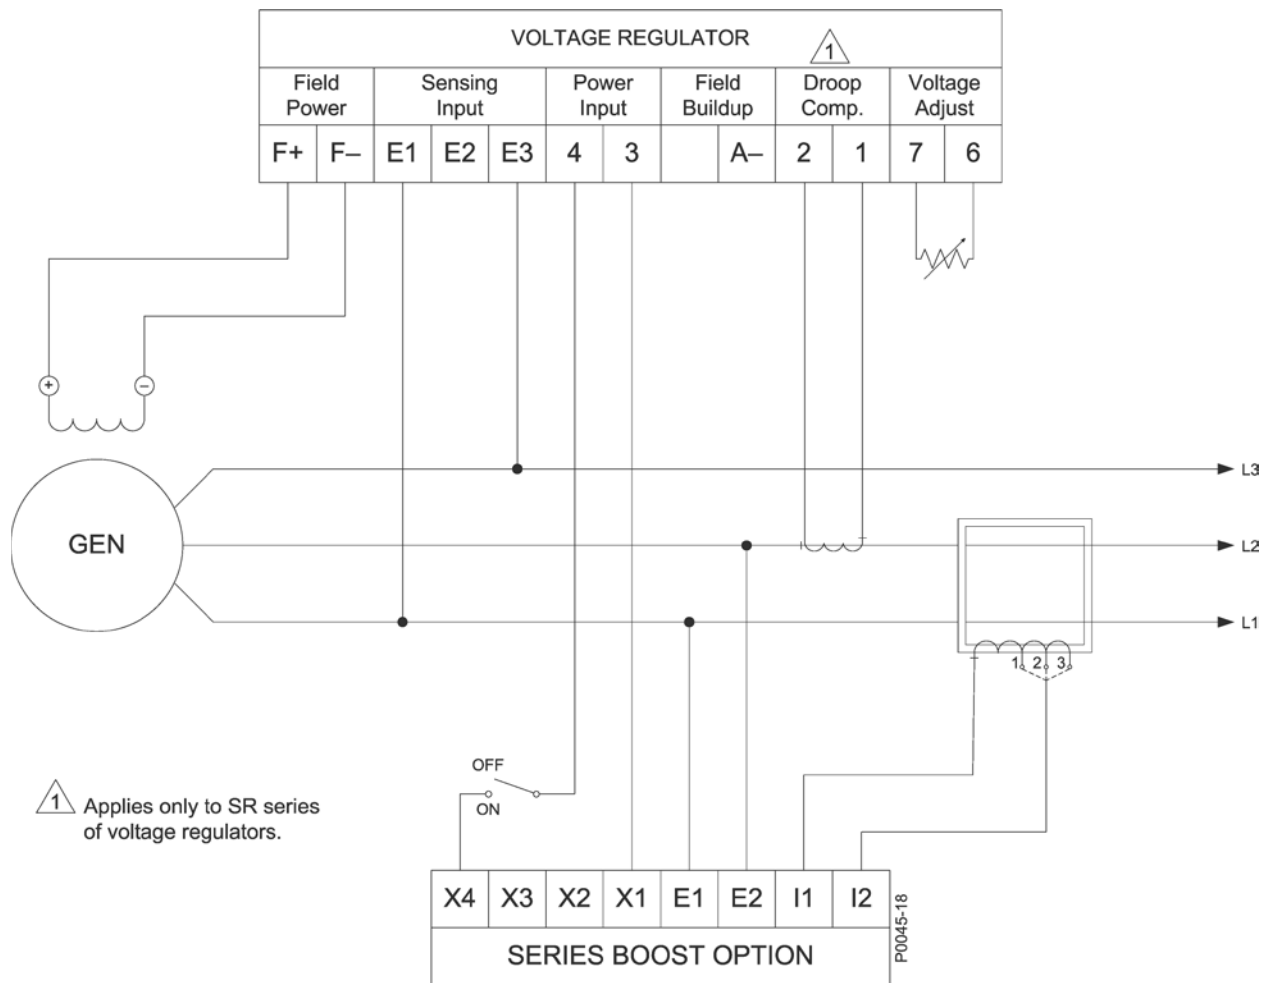 VOLTAGE REGULATOR
1
Field Power
Sensing Input
Power Input
Field Buildup
Droop Comp.
Voltage Adjust
F+ F– E1 E2 E3 4 3 A– 2 1 7 6
+ –
GEN
L3
L2
L1
1 2 3
OFF
ON
1 Applies only to SR series
of voltage regulators.
X4 X3 X2 X1 E1 E2 I1 I2
SERIES BOOST OPTION
P0045-18